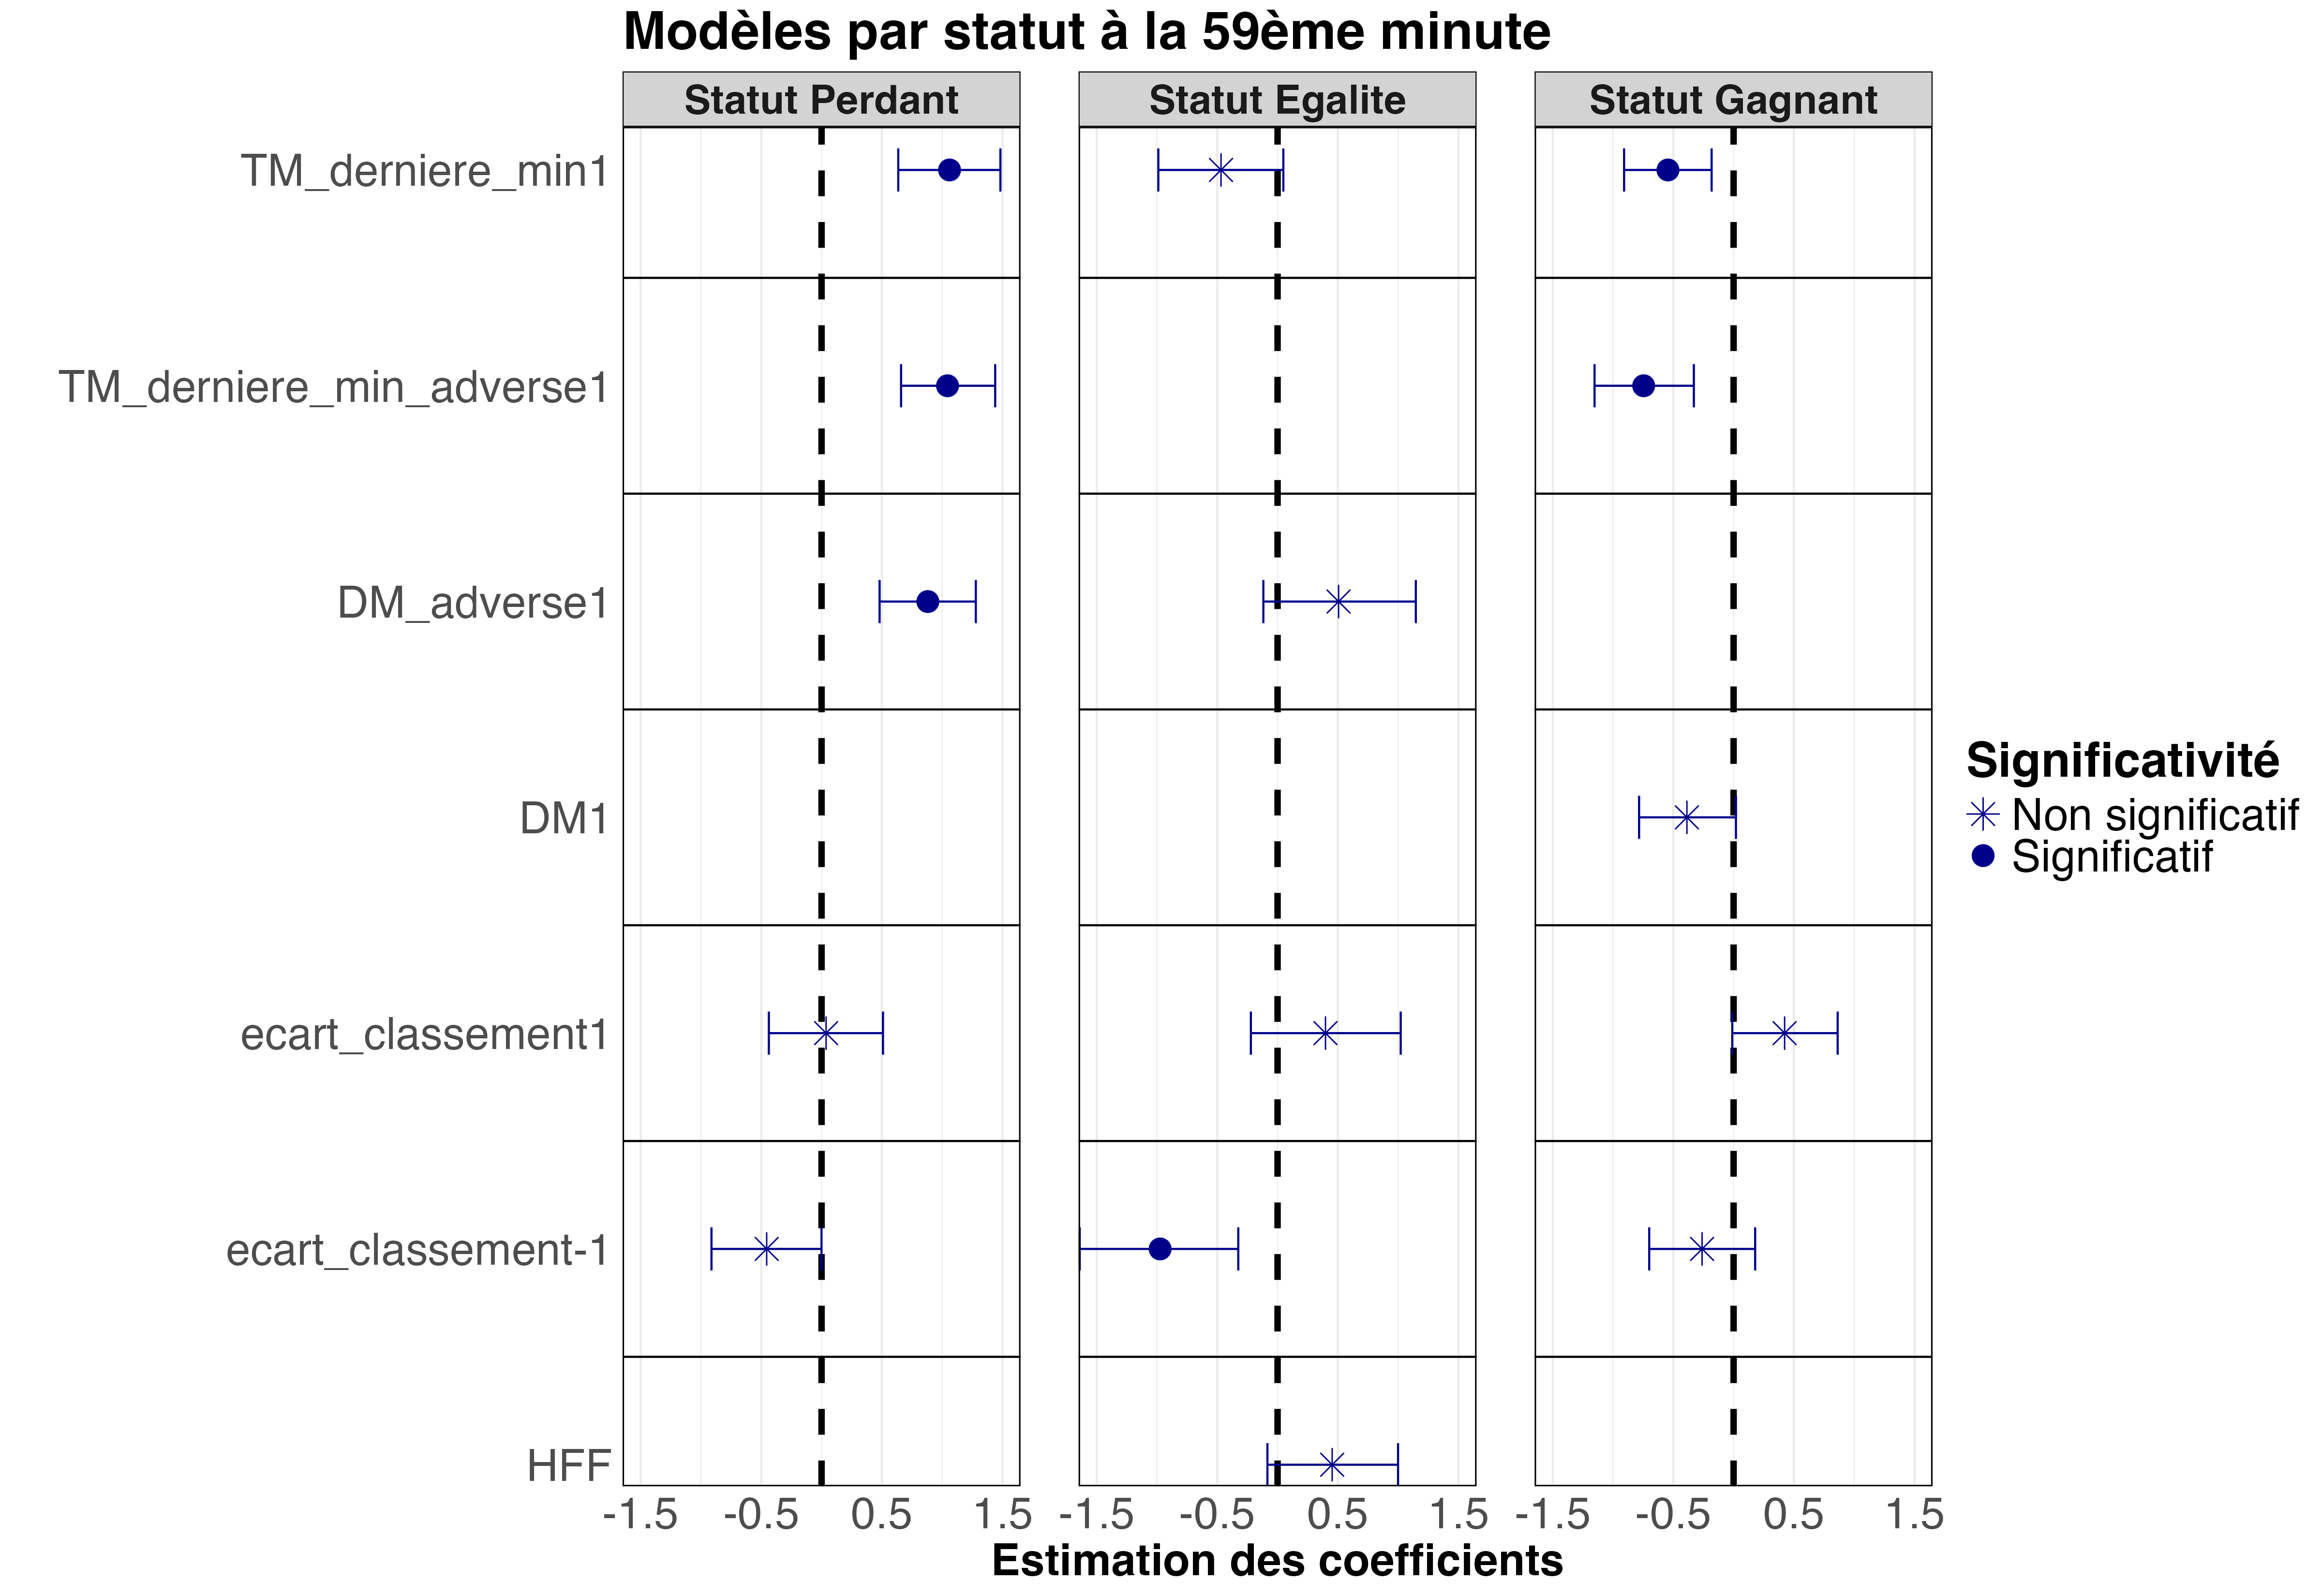 Modèles par statut à la 59ème minute
Statut Perdant
Statut Egalite
Statut Gagnant
TM_derniere_min1
TM_derniere_min_adverse1
DM_adverse1
DM1
ecart_classement1
ecart_classement-1
HFF
-1.5 -0.5 0.5 1.5 -1.5 -0.5 0.5 1.5 -1.5 -0.5 0.5 1.5
Estimation des coefficients
Significativité
Non significatif
Significatif